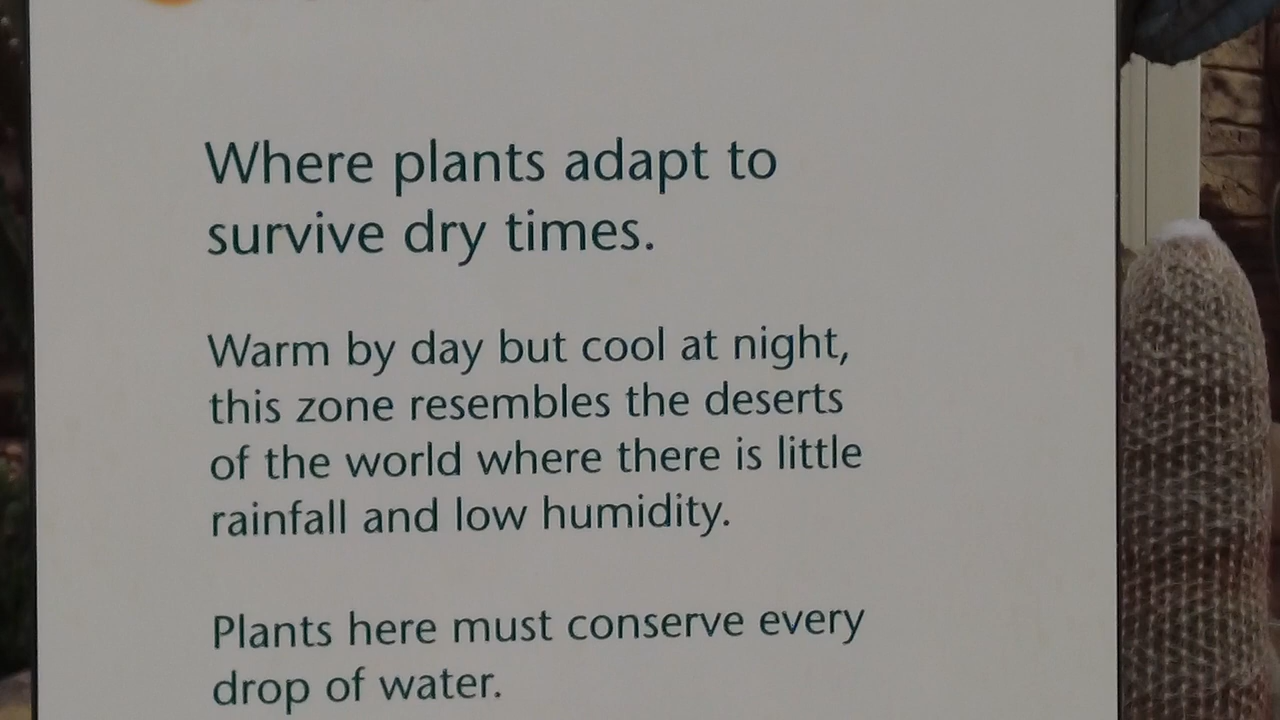 Where plants adapt to
survive dry times.
Warm by day but cool at night,
this zone resembles the deserts
of the world where there is little
rainfall and low humidity.
Plants here must conserve every
drop of water.